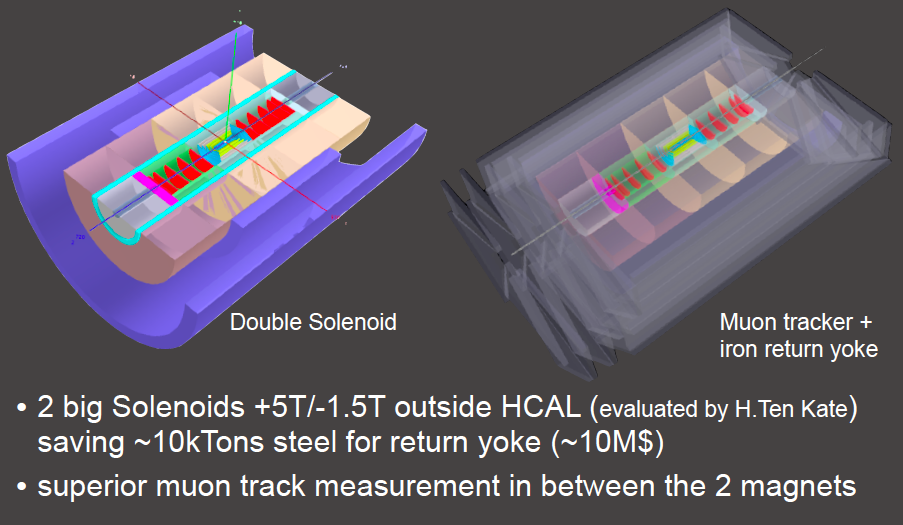 Double Solenoid
Muon tracker +
iron return yoke
• 2 big Solenoids +5T/-1.5T outside HCAL (evaluated by H.Ten Kate)
saving ~10kTons steel for return yoke (~10M$)
• superior muon track measurement in between the 2 magnets